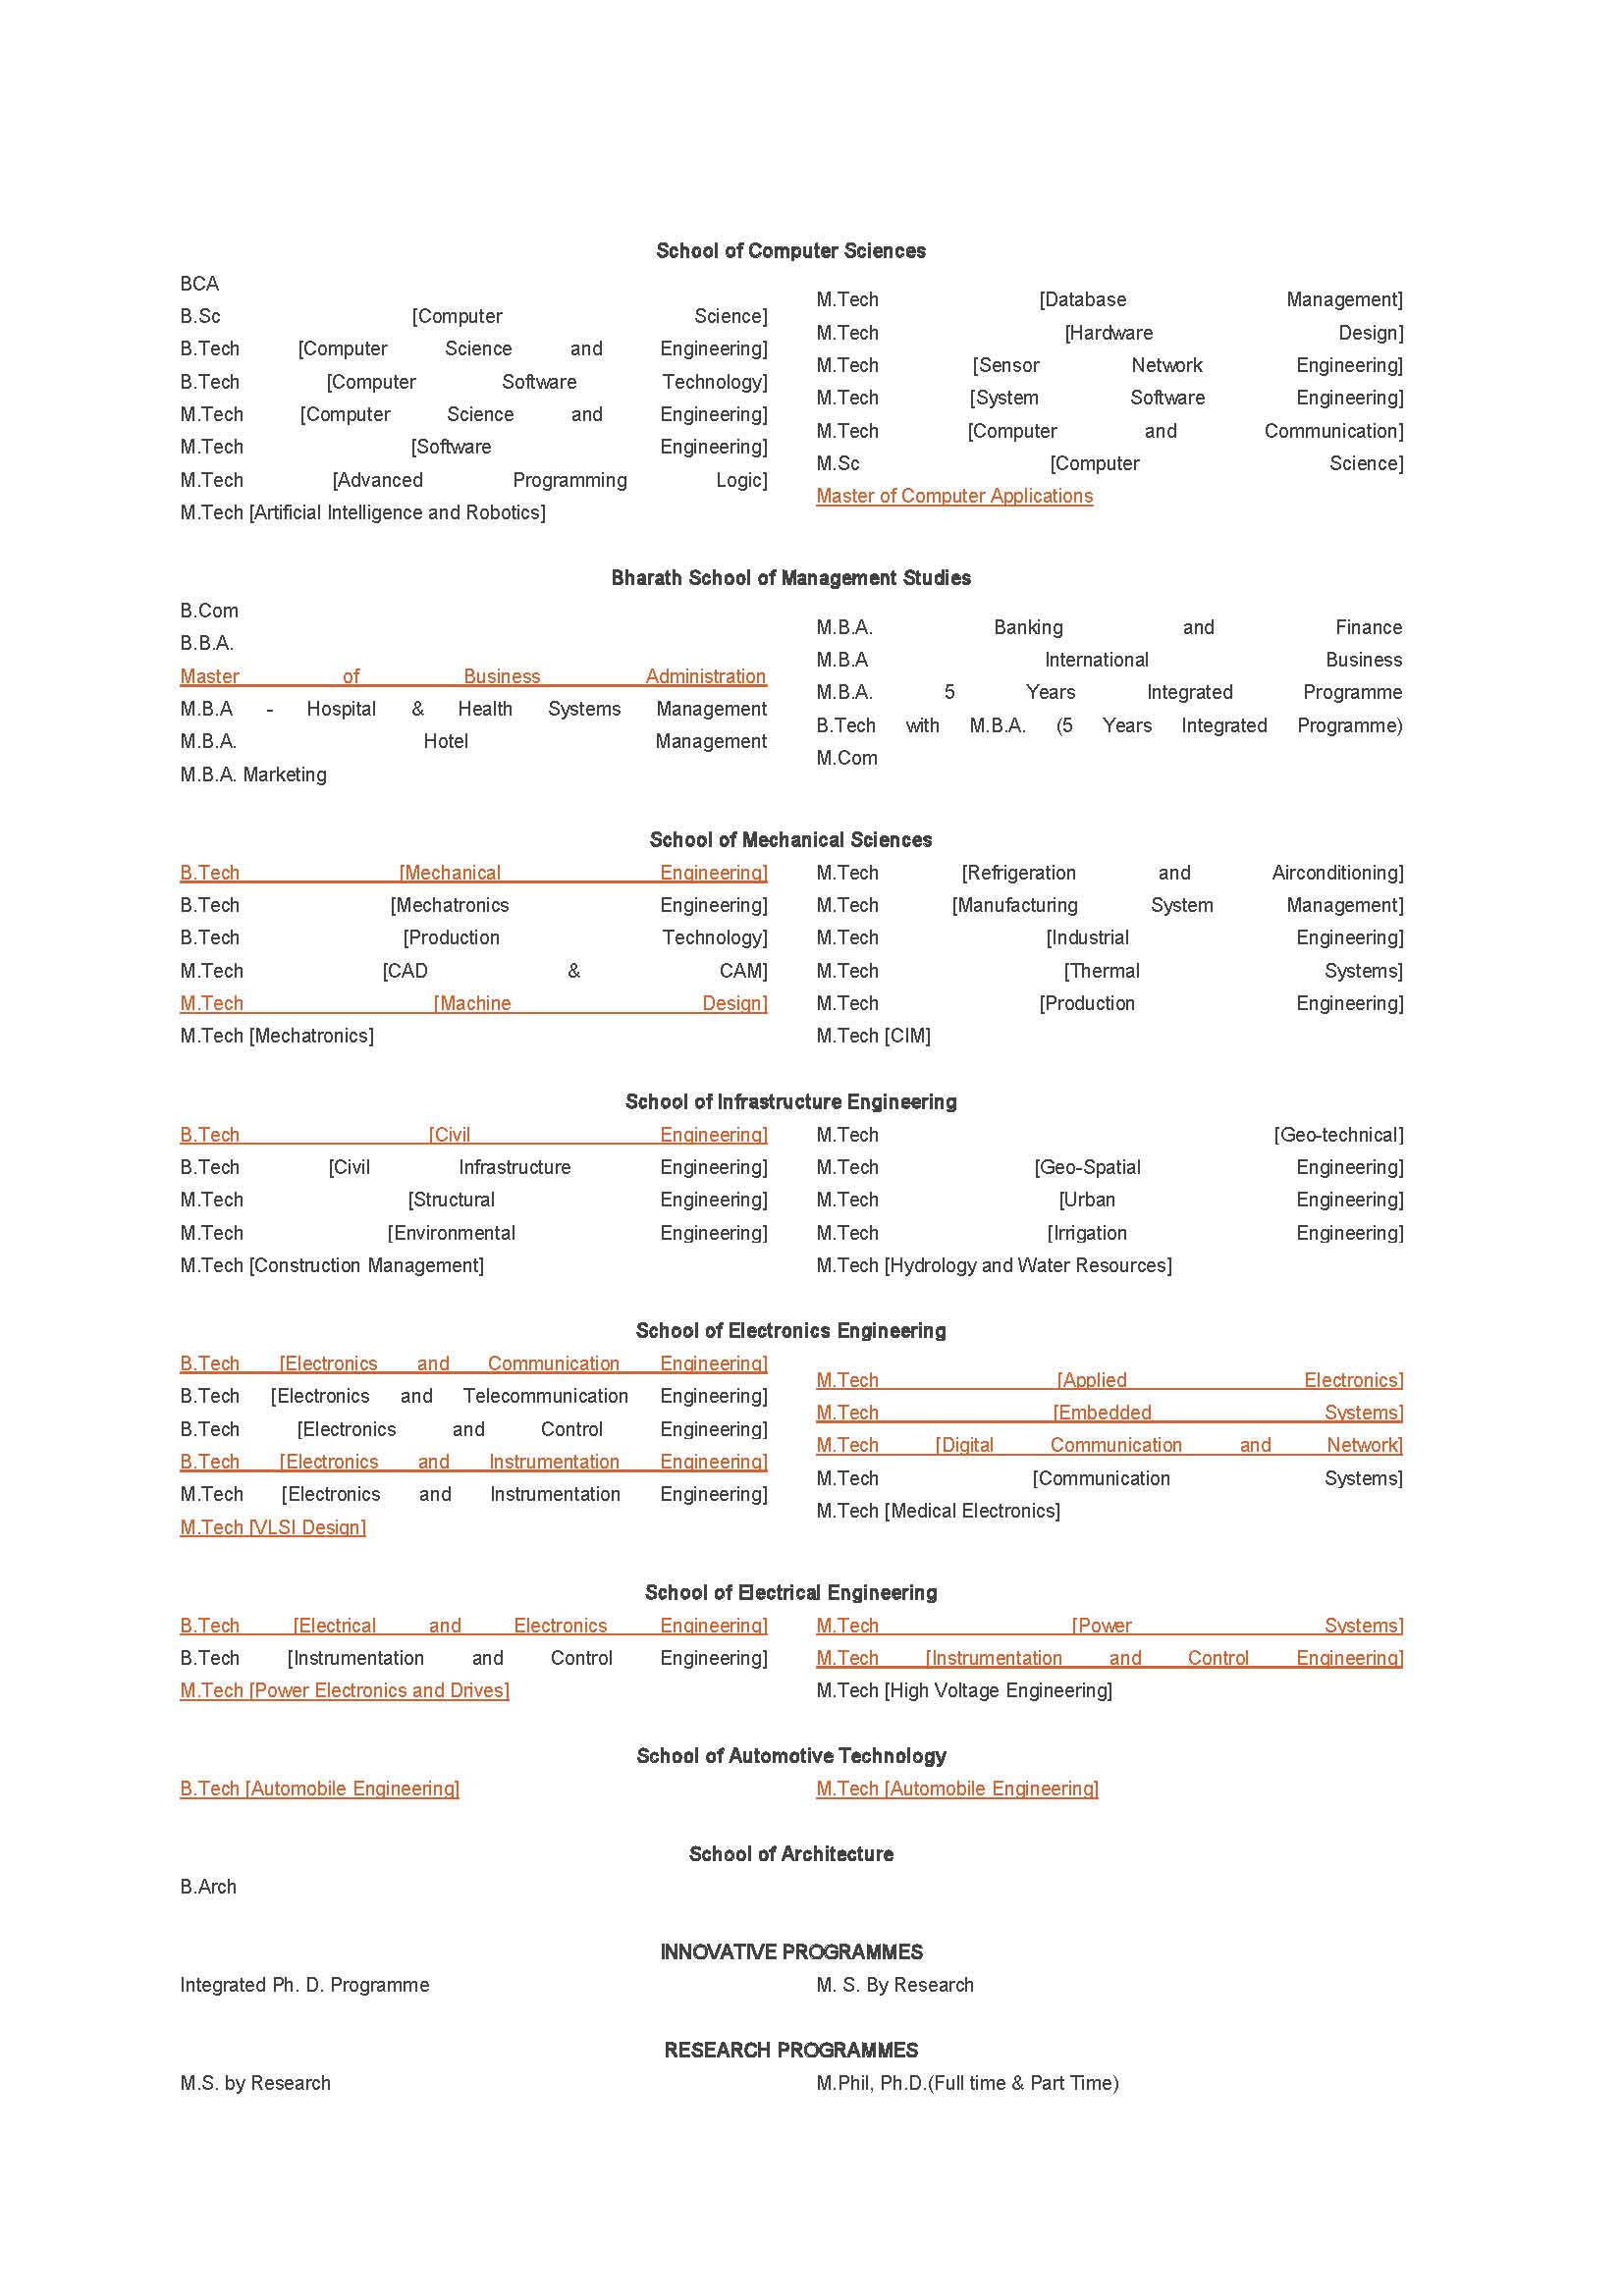 School of Computer Sciences
BCA
B.Sc [Computer Science]
B.Tech [Computer Science and Engineering]
B.Tech [Computer Software Technology]
M.Tech [Computer Science and Engineering]
M.Tech [Software Engineering]
M.Tech [Advanced Programming Logic]
M.Tech [Artificial Intelligence and Robotics]
M.Tech [Database Management]
M.Tech [Hardware Design]
M.Tech [Sensor Network Engineering]
M.Tech [System Software Engineering]
M.Tech [Computer and Communication]
M.Sc [Computer Science]
Master of Computer Applications
Bharath School of Management Studies
B.Com
B.B.A.
Master of Business Administration
M.B.A - Hospital & Health Systems Management
M.B.A. Hotel Management
M.B.A. Marketing
M.B.A. Banking and Finance
M.B.A International Business
M.B.A. 5 Years Integrated Programme
B.Tech with M.B.A. (5 Years Integrated Programme)
M.Com
School of Mechanical Sciences
B.Tech [Mechanical Engineering]
B.Tech [Mechatronics Engineering]
B.Tech [Production Technology]
M.Tech [CAD & CAM]
M.Tech [Machine Design]
M.Tech [Mechatronics]
M.Tech [Refrigeration and Airconditioning]
M.Tech [Manufacturing System Management]
M.Tech [Industrial Engineering]
M.Tech [Thermal Systems]
M.Tech [Production Engineering]
M.Tech [CIM]
School of Infrastructure Engineering
B.Tech [Civil Engineering]
B.Tech [Civil Infrastructure Engineering]
M.Tech [Structural Engineering]
M.Tech [Environmental Engineering]
M.Tech [Construction Management]
M.Tech [Geo-technical]
M.Tech [Geo-Spatial Engineering]
M.Tech [Urban Engineering]
M.Tech [Irrigation Engineering]
M.Tech [Hydrology and Water Resources]
School of Electronics Engineering
B.Tech [Electronics and Communication Engineering]
B.Tech [Electronics and Telecommunication Engineering]
B.Tech [Electronics and Control Engineering]
B.Tech [Electronics and Instrumentation Engineering]
M.Tech [Electronics and Instrumentation Engineering]
M.Tech [VLSI Design]
M.Tech [Applied Electronics]
M.Tech [Embedded Systems]
M.Tech [Digital Communication and Network]
M.Tech [Communication Systems]
M.Tech [Medical Electronics]
School of Electrical Engineering
B.Tech [Electrical and Electronics Engineering]
B.Tech [Instrumentation and Control Engineering]
M.Tech [Power Electronics and Drives]
M.Tech [Power Systems]
M.Tech [Instrumentation and Control Engineering]
M.Tech [High Voltage Engineering]
School of Automotive Technology
B.Tech [Automobile Engineering]
M.Tech [Automobile Engineering]
School of Architecture
B.Arch
INNOVATIVE PROGRAMMES
Integrated Ph. D. Programme
M. S. By Research
RESEARCH PROGRAMMES
M.S. by Research
M.Phil, Ph.D.(Full time & Part Time)